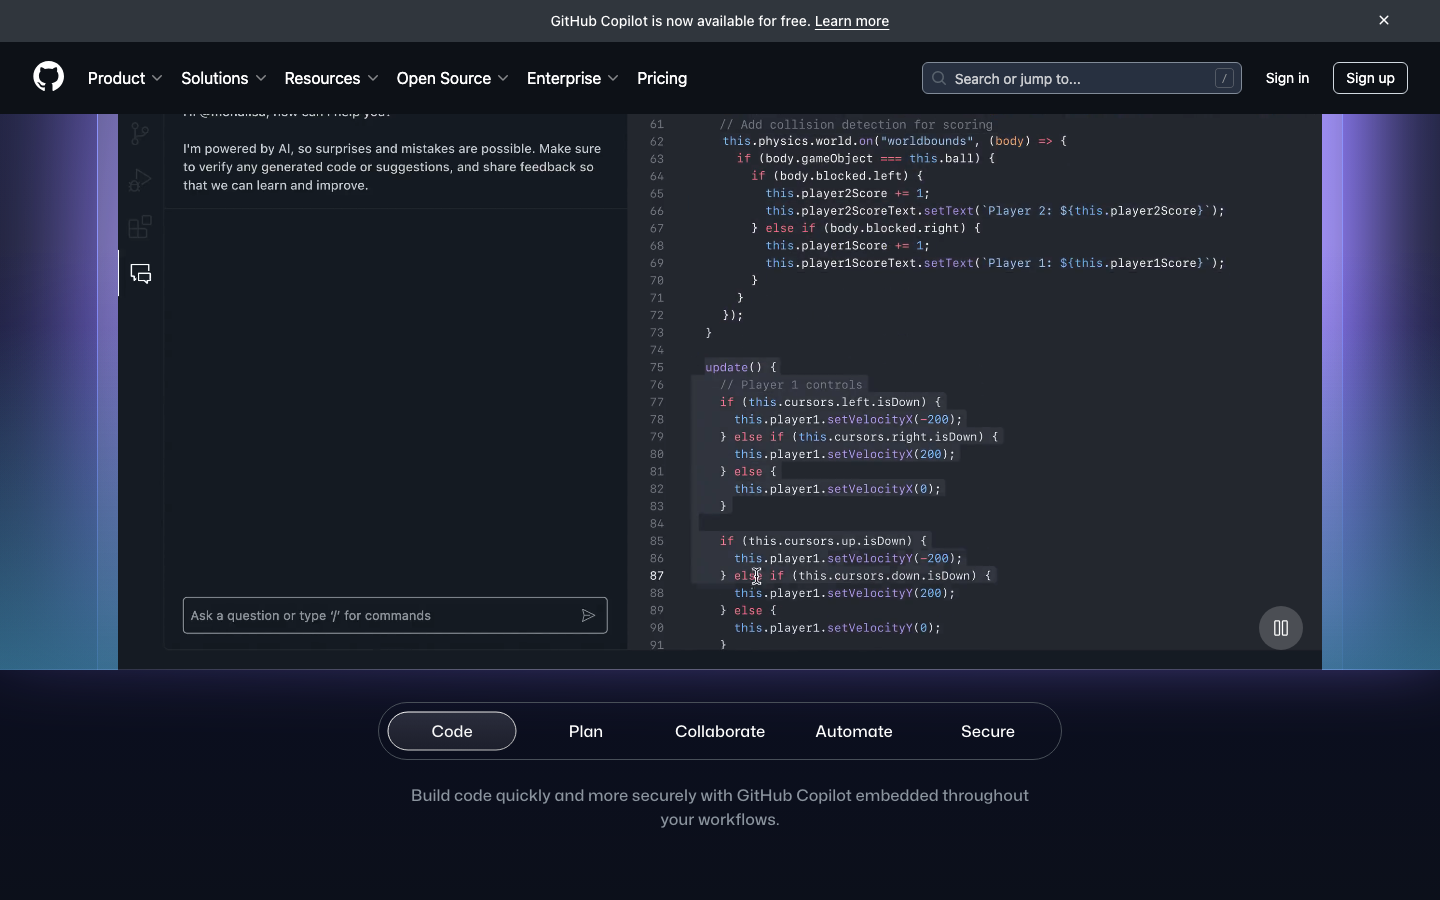 GitHub Copilot is now available for free. Learn more
Product
Solutions
Resources
Open Source
Enterprise
Pricing
Search or jump to...
/
Sign in
Sign up
I'm powered by AI, so surprises and mistakes are possible. Make sure
to verify any generated code or suggestions, and share feedback so
that we can learn and improve.
Ask a question or type '/' for commands
61 // Add collision detection for scoring
62 this.physics.world.on("worldbounds", (body) => {
63 if (body.gameObject === this.ball) {
64 if (body.blocked.left) {
65 this.player2Score += 1;
66 this.player2ScoreText.setText(`Player 2: ${this.player2Score}`);
67 } else if (body.blocked.right) {
68 this.player1Score += 1;
69 this.player1ScoreText.setText(`Player 1: ${this.player1Score}`);
70 }
71 }
72 });
73 }
74
75 update() {
76 // Player 1 controls
77 if (this.cursors.left.isDown) {
78 this.player1.setVelocityX(-200);
79 } else if (this.cursors.right.isDown) {
80 this.player1.setVelocityX(200);
81 } else {
82 this.player1.setVelocityX(0);
83 }
84
85 if (this.cursors.up.isDown) {
86 this.player1.setVelocityY(-200);
87 } else if (this.cursors.down.isDown) {
88 this.player1.setVelocityY(200);
89 } else {
90 this.player1.setVelocityY(0);
91 }
Code
Plan
Collaborate
Automate
Secure
Build code quickly and more securely with GitHub Copilot embedded throughout
your workflows.